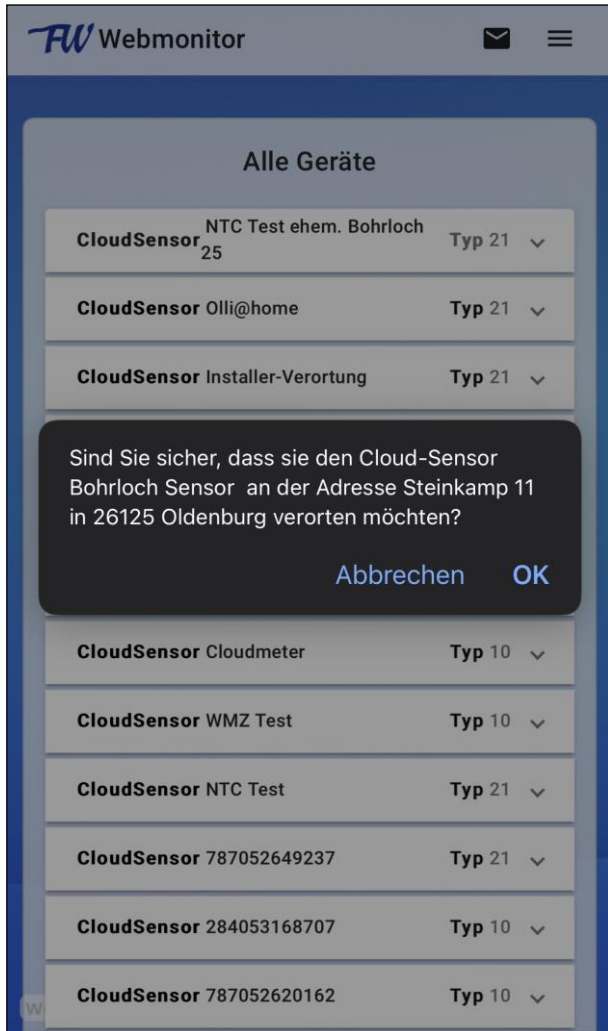 FW Webmonitor
Alle Geräte
CloudSensor NTC Test ehem. Bohrloch 25 Typ 21
CloudSensor Olli@home Typ 21
CloudSensor Installer-Verortung Typ 21
Sind Sie sicher, dass sie den Cloud-Sensor
Bohrloch Sensor  an der Adresse Steinkamp 11
in 26125 Oldenburg verorten möchten?
Abbrechen OK
CloudSensor Cloudmeter Typ 10
CloudSensor WMZ Test Typ 10
CloudSensor NTC Test Typ 21
CloudSensor 787052649237 Typ 21
CloudSensor 284053168707 Typ 10
CloudSensor 787052620162 Typ 10